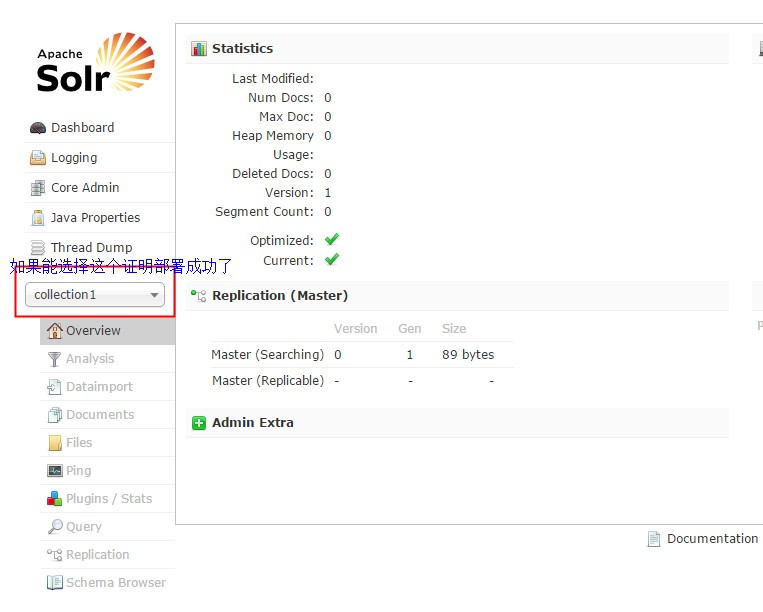 Apache
Solr
Dashboard
Logging
Core Admin
Java Properties
Thread Dump
如果能选择这个证明部署成功了
collection1
Overview
Analysis
Dataimport
Documents
Files
Ping
Plugins / Stats
Query
Replication
Schema Browser
Statistics
Last Modified:
Num Docs: 0
Max Doc: 0
Heap Memory 0
Usage:
Deleted Docs: 0
Version: 1
Segment Count: 0
Optimized:
Current:
Replication (Master)
Version Gen Size
Master (Searching) 0 1 89 bytes
Master (Replicable) - - -
Admin Extra
p
Documentation